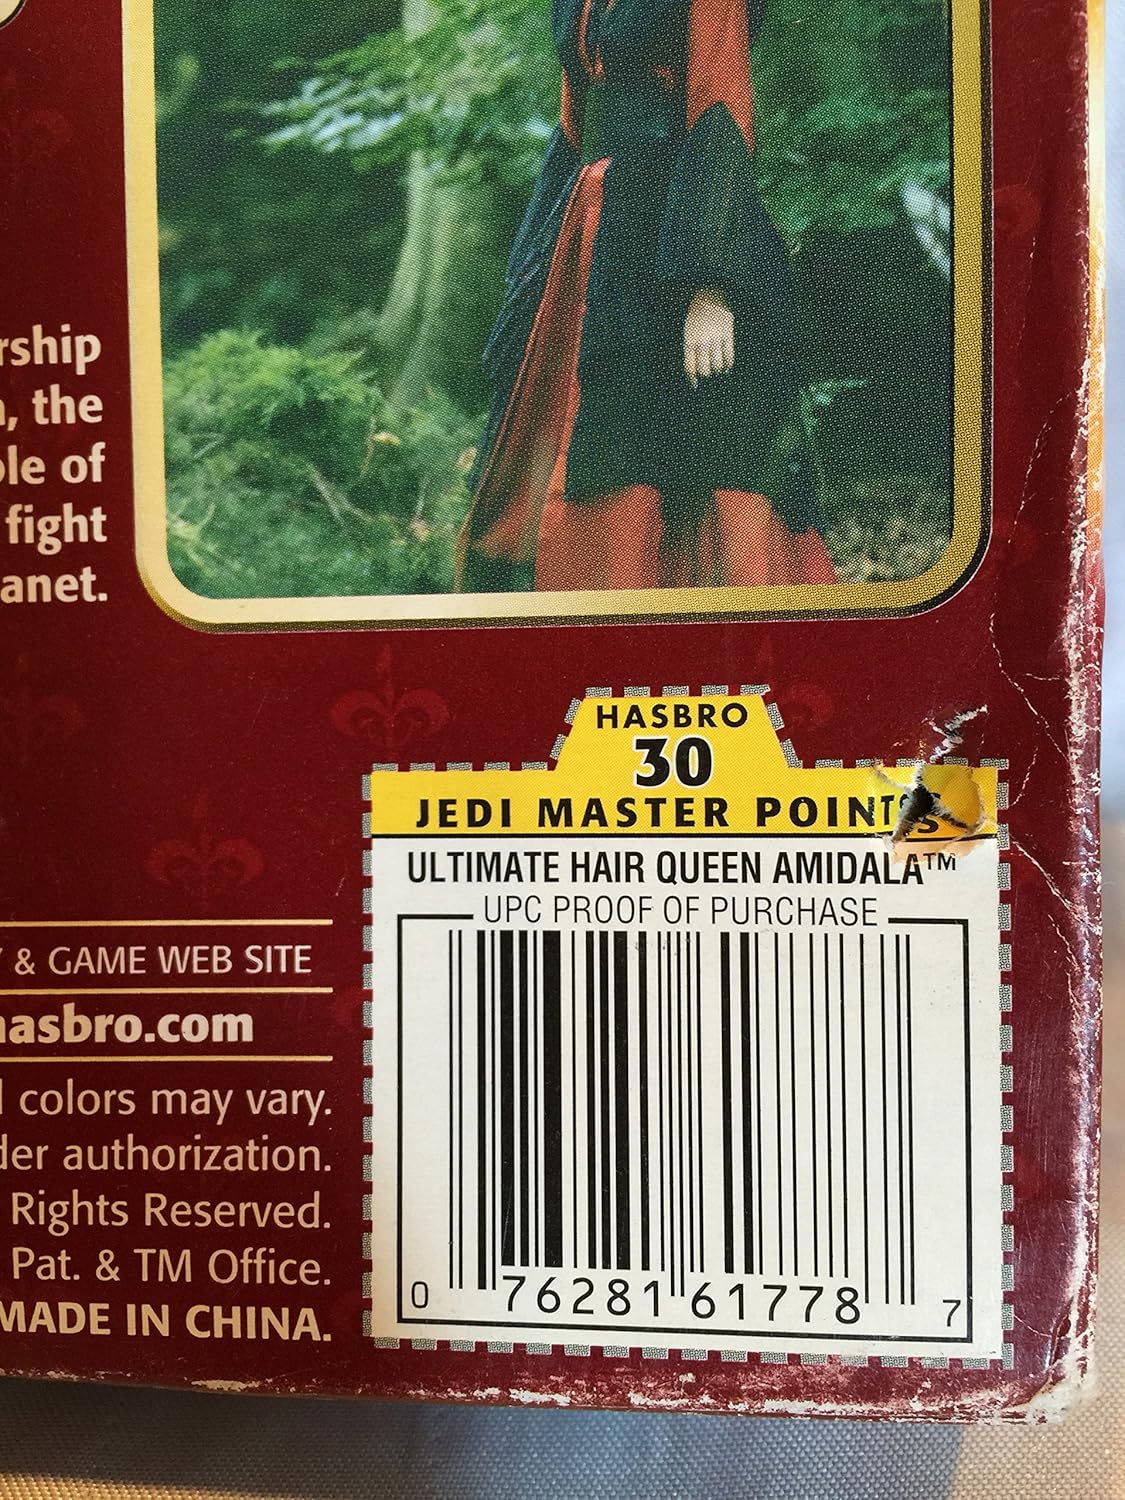 rship
, the
ole of
fight
anet.
HASBRO
30
JEDI MASTER POINTS
ULTIMATE HAIR QUEEN AMIDALA™
UPC PROOF OF PURCHASE
Y & GAME WEB SITE
hasbro.com
colors may vary.
der authorization.
Rights Reserved.
Pat. & TM Office.
MADE IN CHINA.
0 76281 61778 7